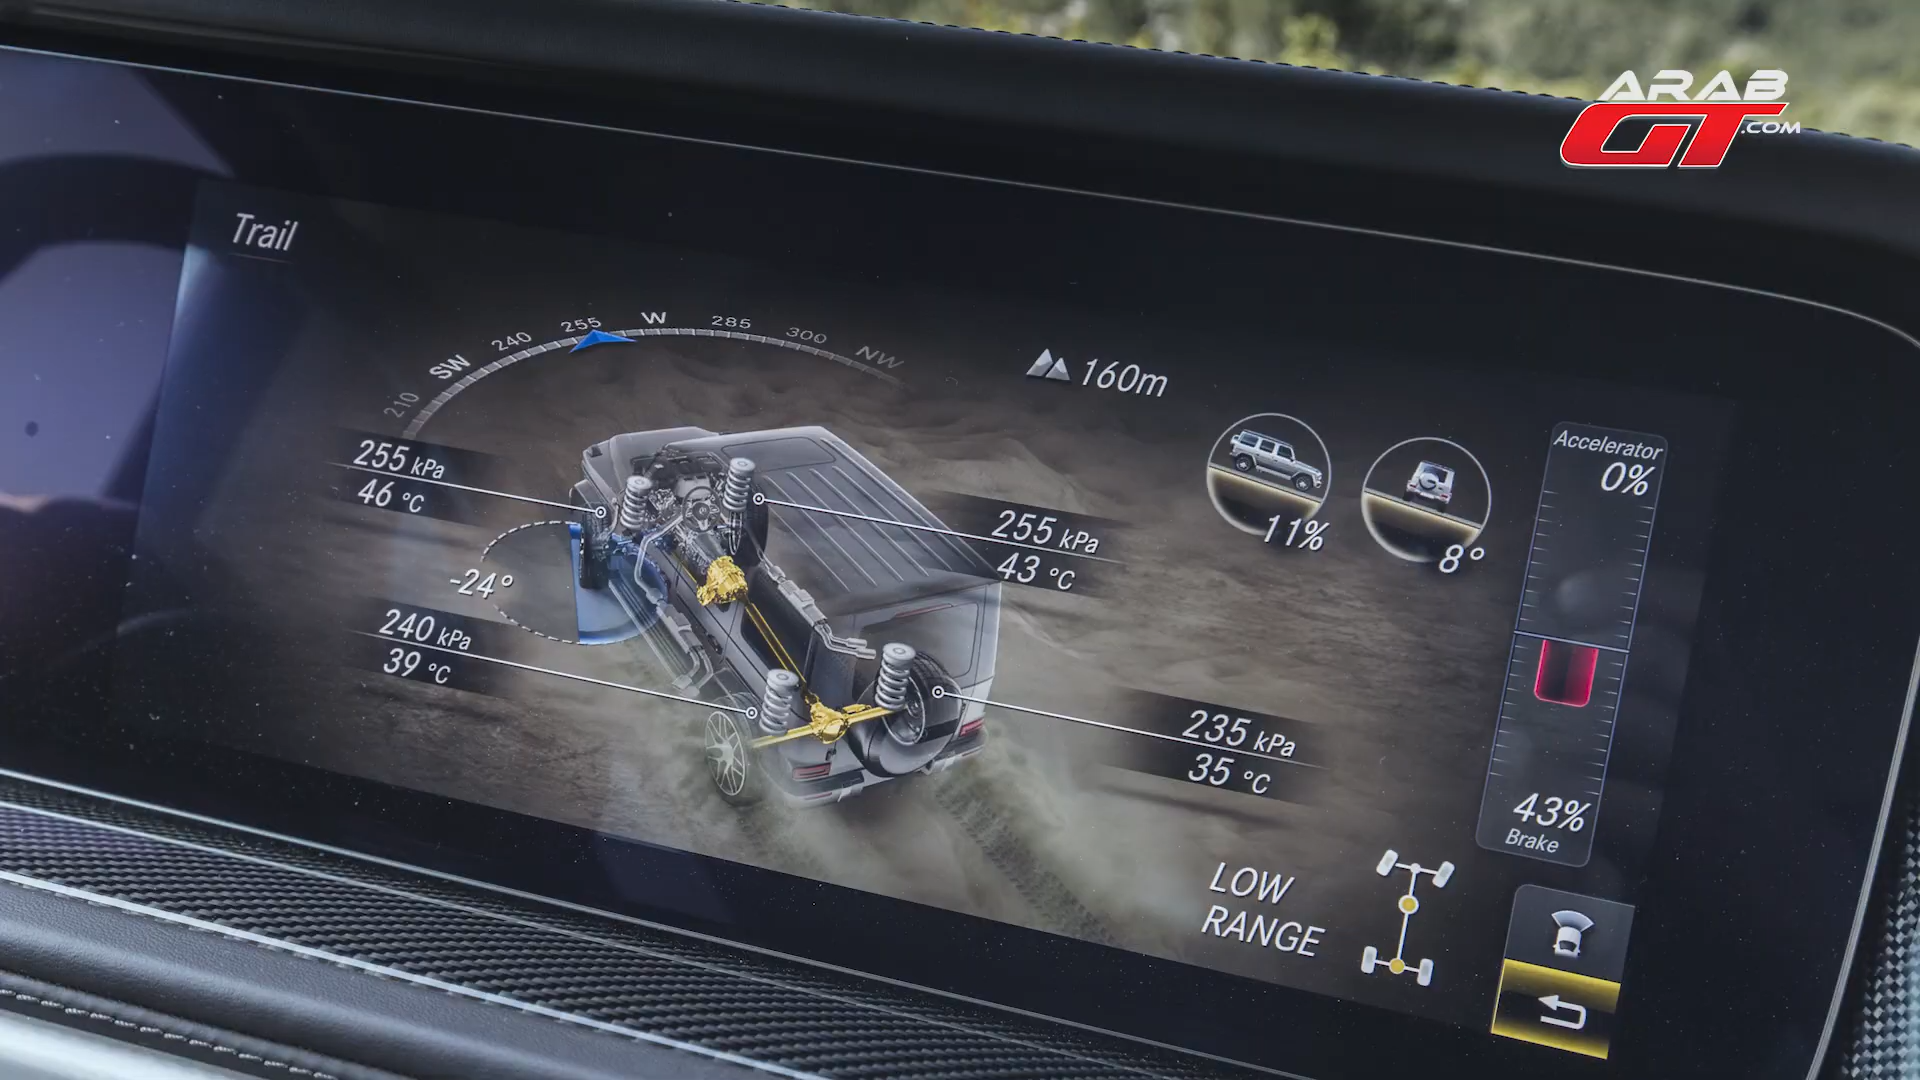 ARAB
GT.COM
Trail
210
SW
240
255
W
285
300
NW
160m
255 kPa
46 °C
255 kPa
43 °C
-24°
240 kPa
39 °C
235 kPa
35 °C
11%
8°
Accelerator
0%
43%
Brake
LOW
RANGE